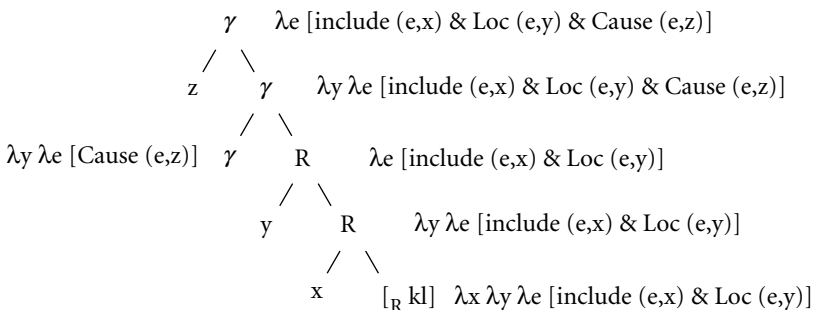 γ λe [include (e,x) & Loc (e,y) & Cause (e,z)]
z γ λy λe [include (e,x) & Loc (e,y) & Cause (e,z)]
λy λe [Cause (e,z)] γ R λe [include (e,x) & Loc (e,y)]
y R λy λe [include (e,x) & Loc (e,y)]
x [R kl] λx λy λe [include (e,x) & Loc (e,y)]